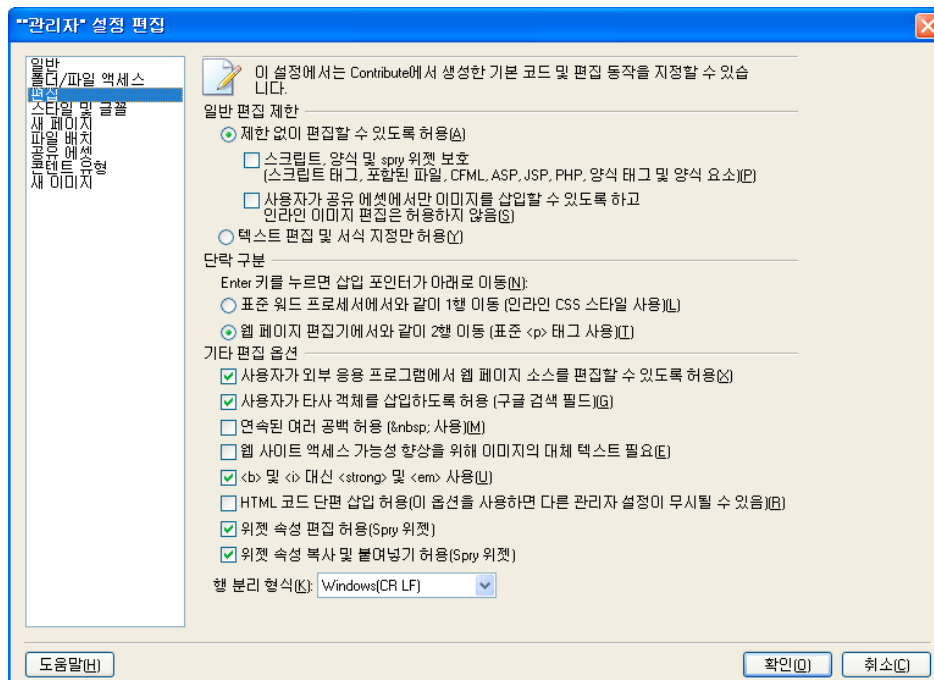 ""관리자" 설정 편집
일반
폴더/파일 액세스
편집
스타일 및 글꼴
새 페이지
파일 배치
공유 에셋
콘텐트 유형
새 이미지
이 설정에서는 Contribute에서 생성한 기본 코드 및 편집 동작을 지정할 수 있습
니다.
일반 편집 제한
제한 없이 편집할 수 있도록 허용(A)
스크립트, 양식 및 spry 위젯 보호
(스크립트 태그, 포함된 파일, CFML, ASP, JSP, PHP, 양식 태그 및 양식 요소)(P)
사용자가 공유 에셋에서만 이미지를 삽입할 수 있도록 하고
인라인 이미지 편집은 허용하지 않음(S)
텍스트 편집 및 서식 지정만 허용(Y)
단락 구분
Enter 키를 누르면 삽입 포인터가 아래로 이동(N):
표준 워드 프로세서에서와 같이 1행 이동 (인라인 CSS 스타일 사용)(L)
웹 페이지 편집기에서와 같이 2행 이동 (표준 <p> 태그 사용)(T)
기타 편집 옵션
사용자가 외부 응용 프로그램에서 웹 페이지 소스를 편집할 수 있도록 허용(X)
사용자가 타사 객체를 삽입하도록 허용 (구글 검색 필드)(G)
연속된 여러 공백 허용 (&nbsp; 사용)(M)
웹 사이트 액세스 가능성 향상을 위해 이미지의 대체 텍스트 필요(E)
<b> 및 <i> 대신 <strong> 및 <em> 사용(U)
HTML 코드 단편 삽입 허용(이 옵션을 사용하면 다른 관리자 설정이 무시될 수 있음)(R)
위젯 속성 편집 허용(Spry 위젯)
위젯 속성 복사 및 붙여넣기 허용(Spry 위젯)
행 분리 형식(K): Windows(CR LF)
도움말(H) 확인(O) 취소(C)